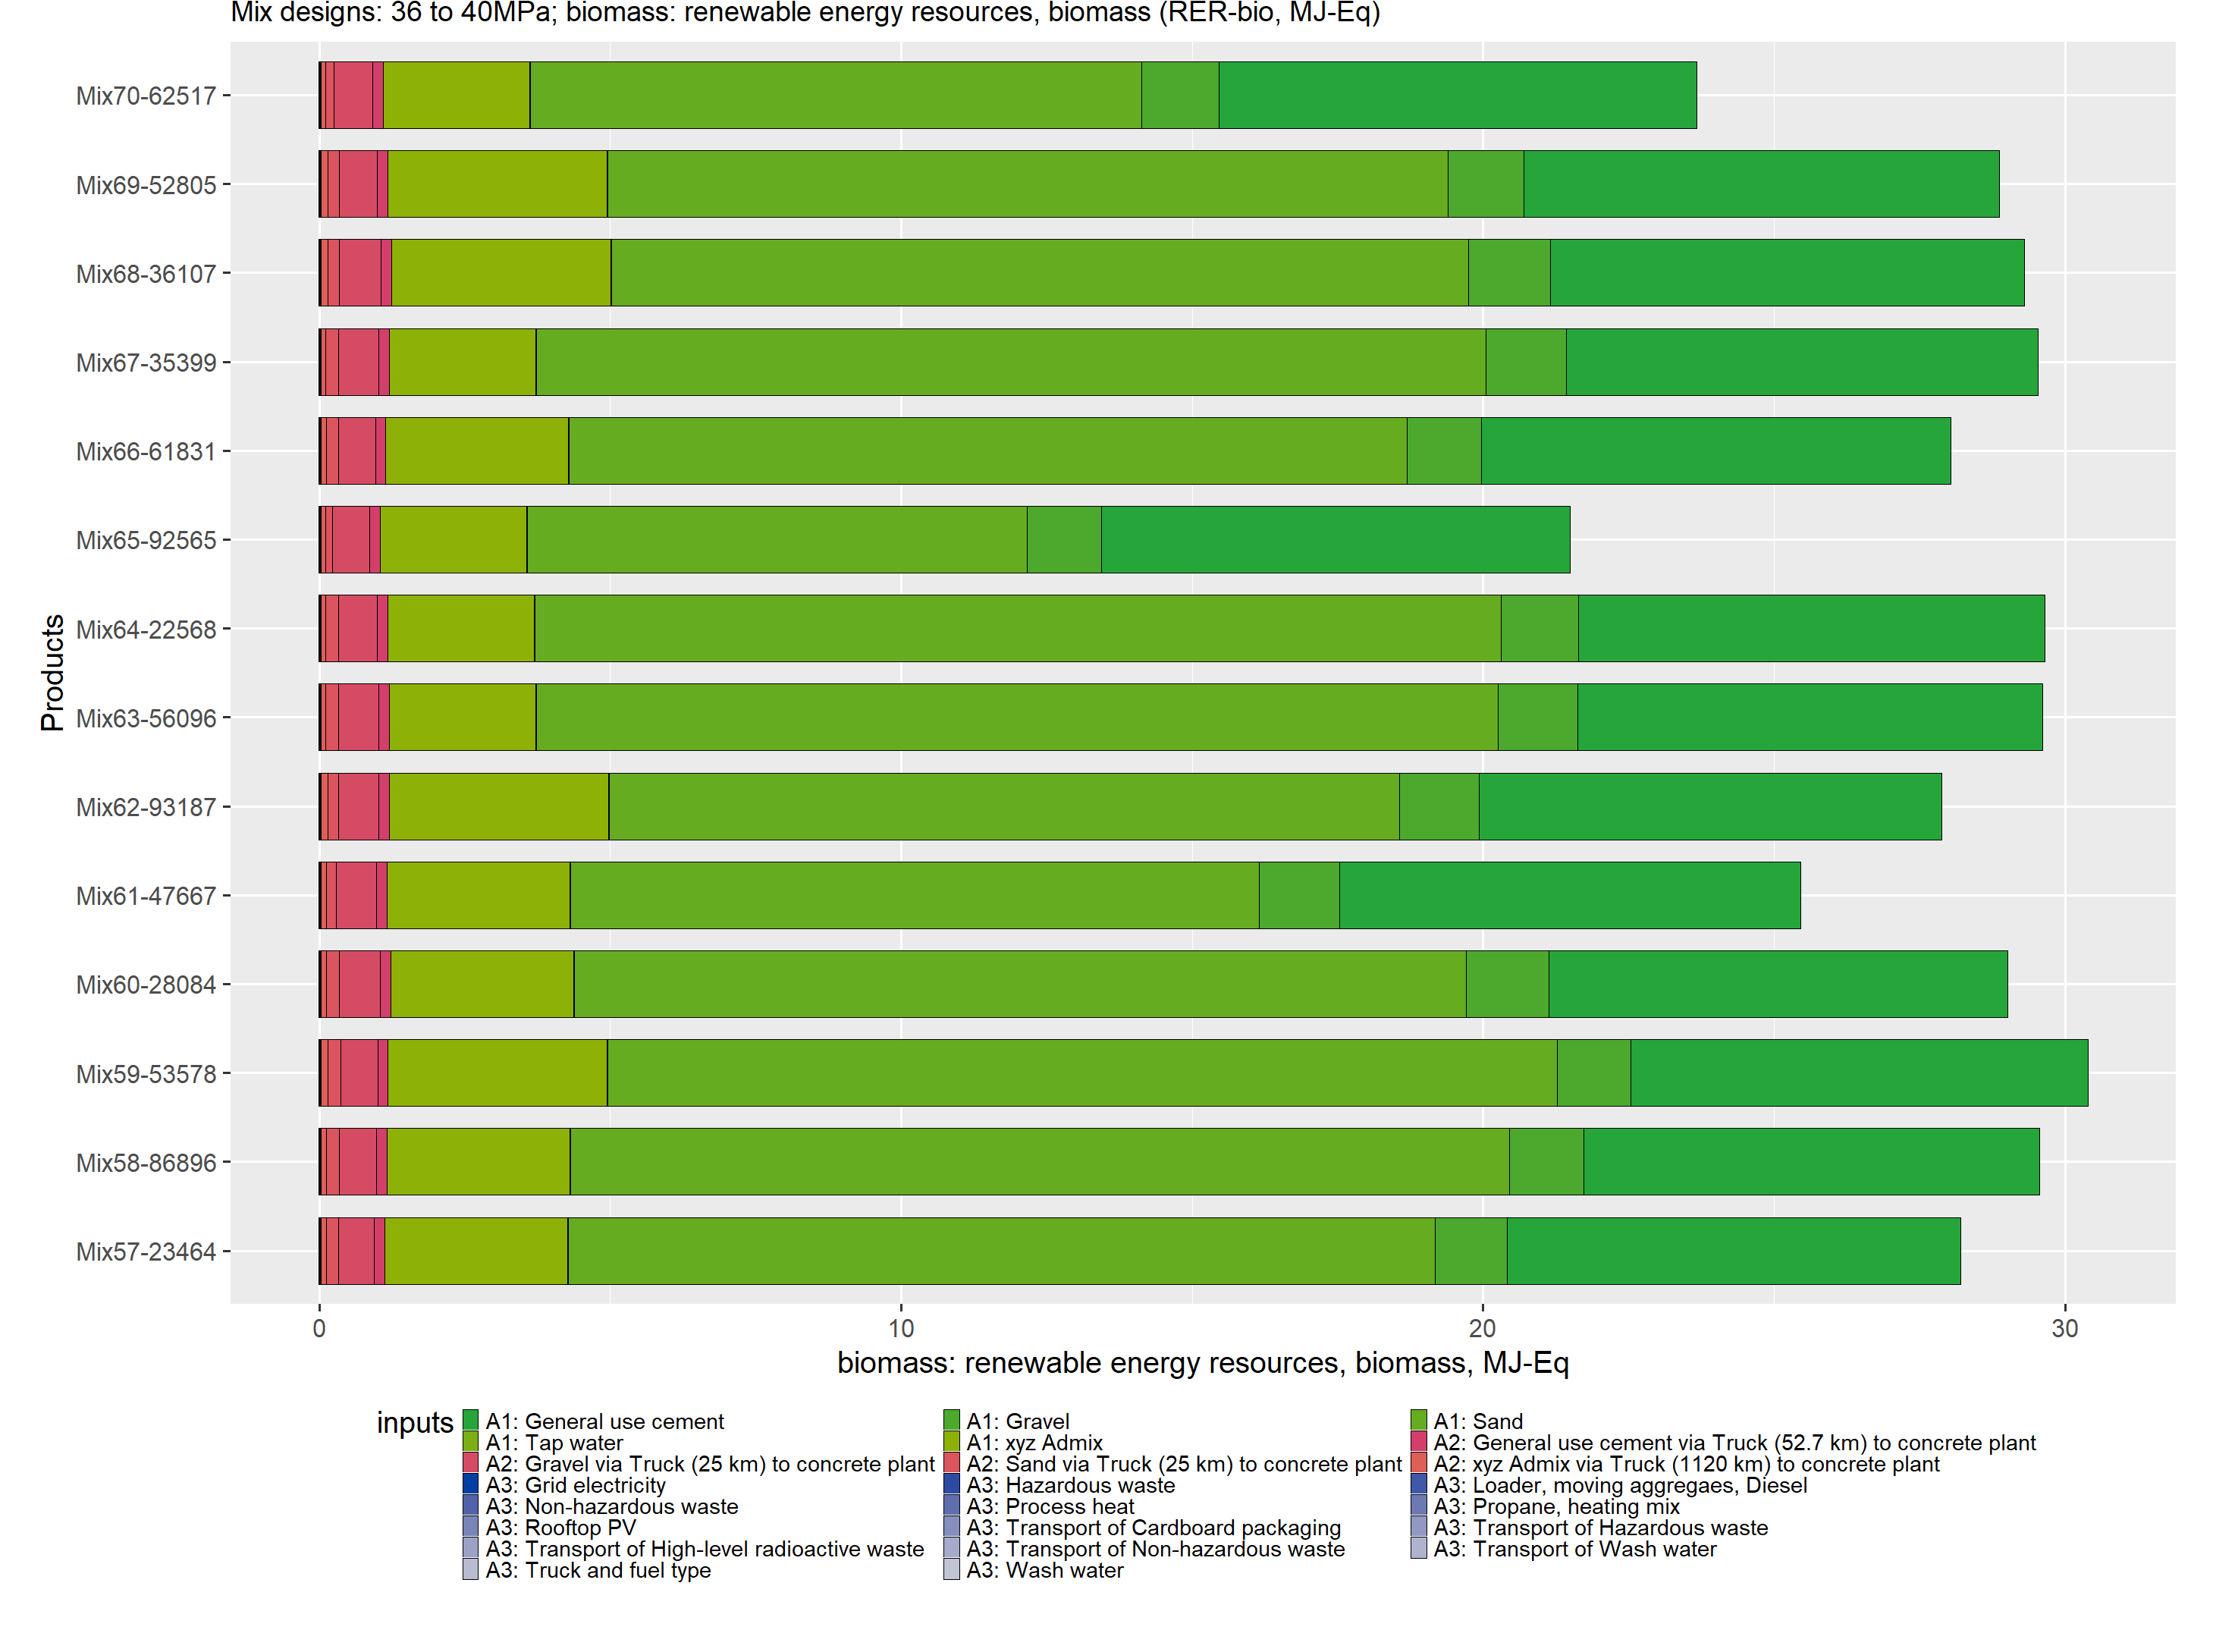 Mix designs: 36 to 40MPa; biomass: renewable energy resources, biomass (RER-bio, MJ-Eq)
Mix70-62517
Mix69-52805
Mix68-36107
Mix67-35399
Mix66-61831
Mix65-92565
Mix64-22568
Mix63-56096
Mix62-93187
Mix61-47667
Mix60-28084
Mix59-53578
Mix58-86896
Mix57-23464
Products
0 10 20 30
biomass: renewable energy resources, biomass, MJ-Eq
inputs
A1: General use cement A1: Gravel A1: Sand
A1: Tap water A1: xyz Admix A2: General use cement via Truck (52.7 km) to concrete plant
A2: Gravel via Truck (25 km) to concrete plant A2: Sand via Truck (25 km) to concrete plant A2: xyz Admix via Truck (1120 km) to concrete plant
A3: Grid electricity A3: Hazardous waste A3: Loader, moving aggregaes, Diesel
A3: Non-hazardous waste A3: Process heat A3: Propane, heating mix
A3: Rooftop PV A3: Transport of Cardboard packaging A3: Transport of Hazardous waste
A3: Transport of High-level radioactive waste A3: Transport of Non-hazardous waste A3: Transport of Wash water
A3: Truck and fuel type A3: Wash water